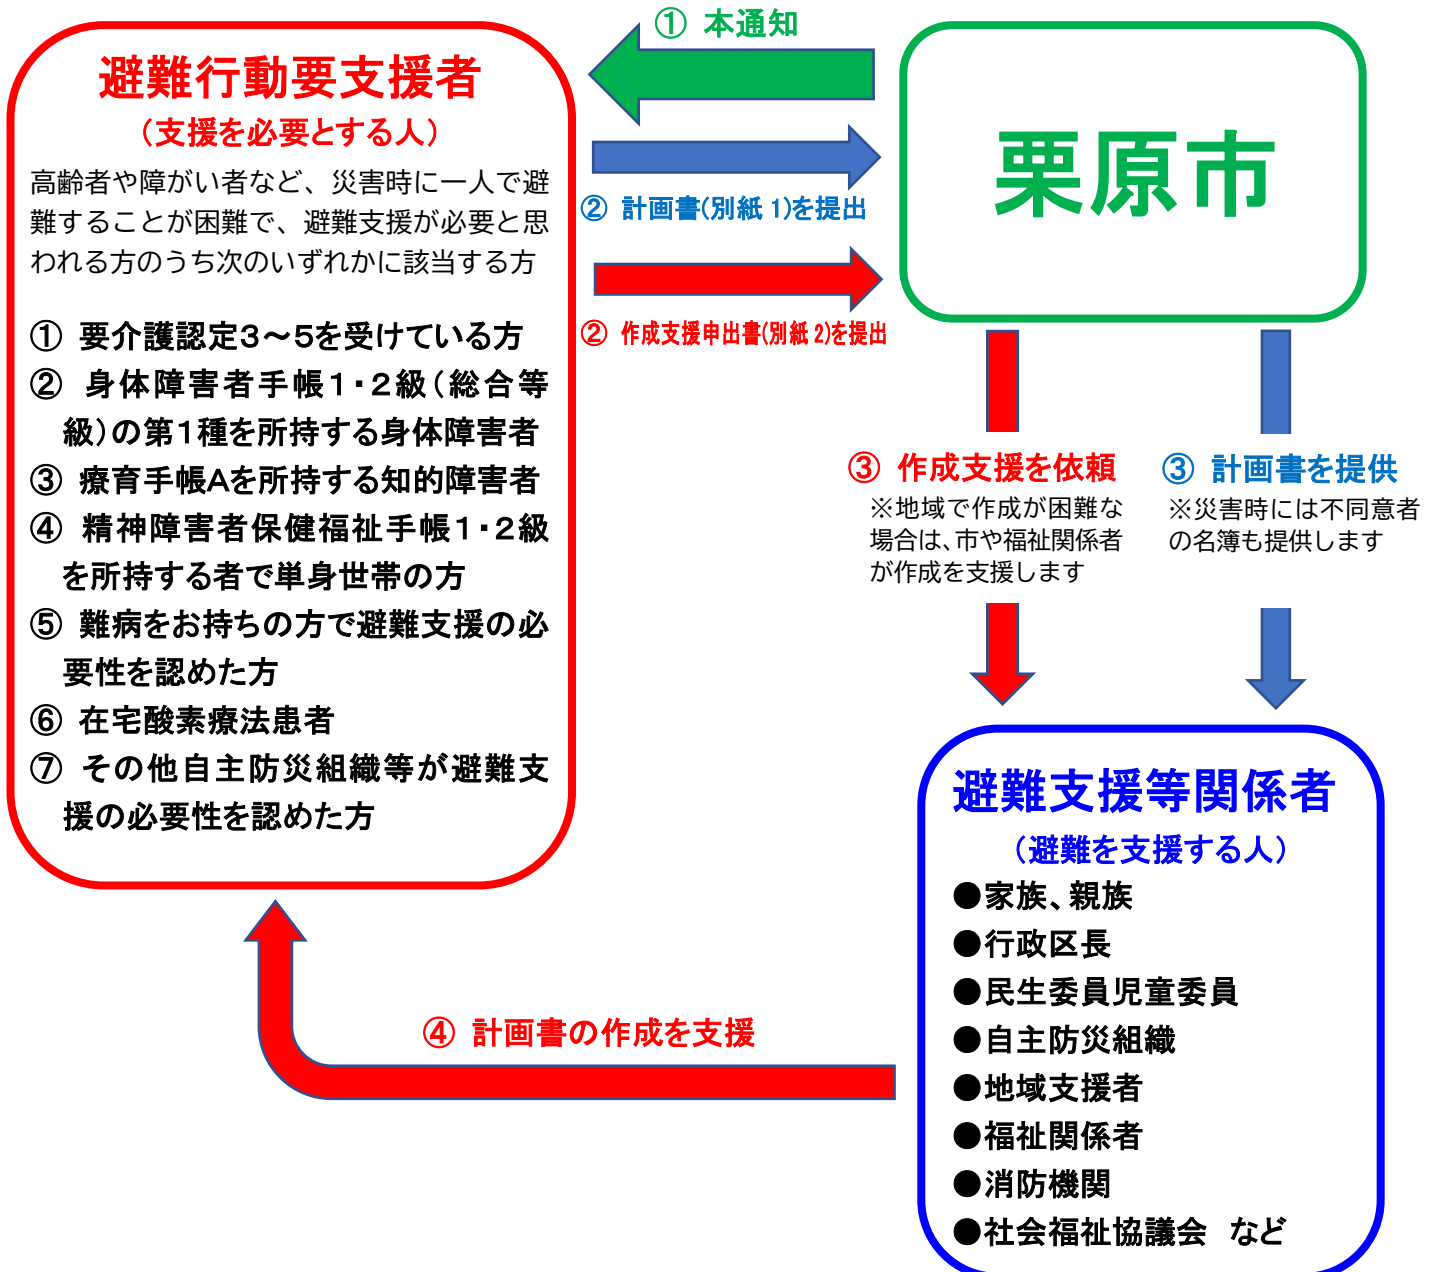 ① 本通知
避難行動要支援者
（支援を必要とする人）
高齢者や障がい者など、災害時に一人で避
難することが困難で、避難支援が必要と思
われる方のうち次のいずれかに該当する方
① 要介護認定３～５を受けている方
② 身体障害者手帳１・２級（総合等
級）の第１種を所持する身体障害者
③ 療育手帳Ａを所持する知的障害者
④ 精神障害者保健福祉手帳１・２級
を所持する者で単身世帯の方
⑤ 難病をお持ちの方で避難支援の必
要性を認めた方
⑥ 在宅酸素療法患者
⑦ その他自主防災組織等が避難支
援の必要性を認めた方
② 計画書(別紙 1)を提出
② 作成支援申出書(別紙 2)を提出
栗原市
③ 作成支援を依頼
※地域で作成が困難な
場合は、市や福祉関係者
が作成を支援します
③ 計画書を提供
※災害時には不同意者
の名簿も提供します
避難支援等関係者
（避難を支援する人）
●家族、親族
●行政区長
●民生委員児童委員
●自主防災組織
●地域支援者
●福祉関係者
●消防機関
●社会福祉協議会　など
④ 計画書の作成を支援